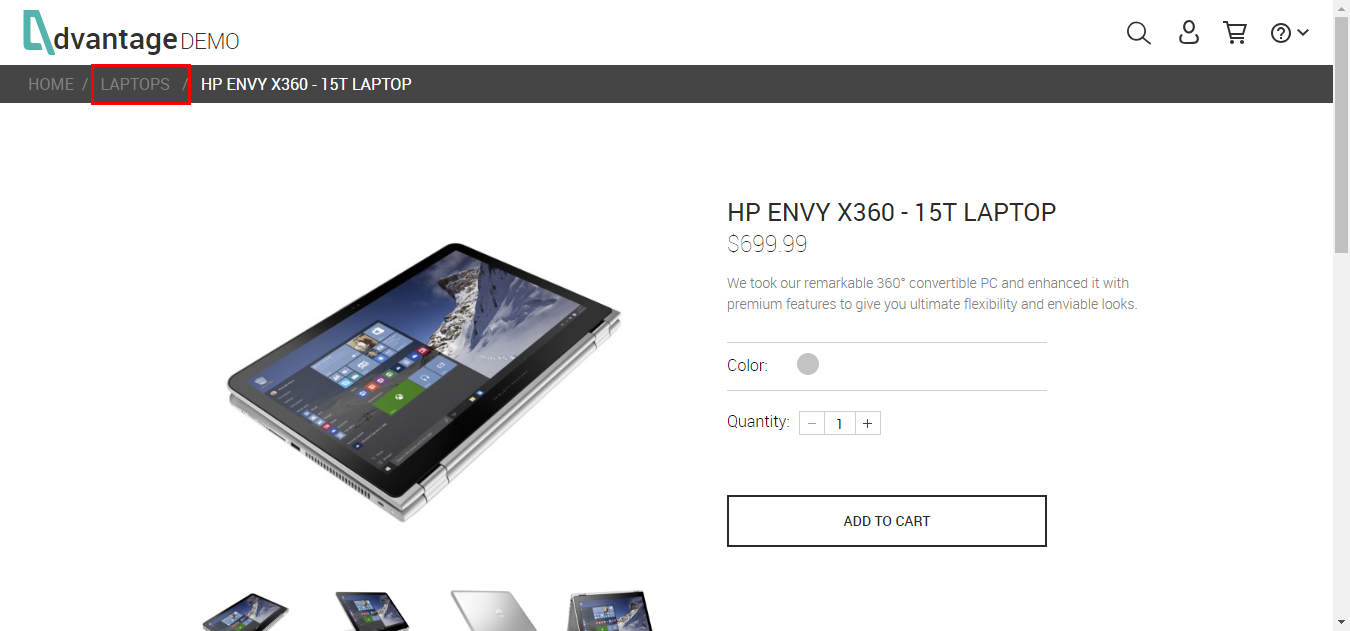 dvantage DEMO
HOME / LAPTOPS / HP ENVY X360 - 15T LAPTOP
HP ENVY X360 - 15T LAPTOP
$699.99
We took our remarkable 360° convertible PC and enhanced it with
premium features to give you ultimate flexibility and enviable looks.
Color:
Quantity: − 1 +
ADD TO CART